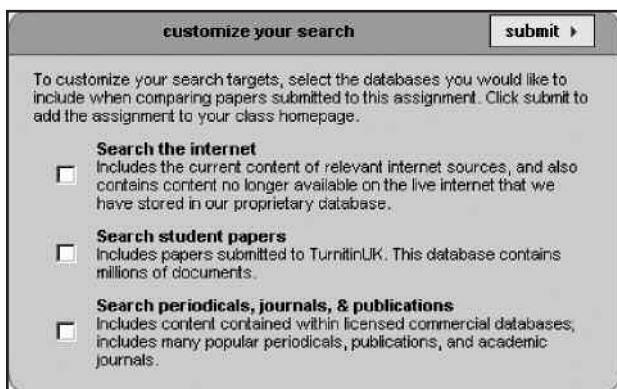 customize your search
submit
To customize your search targets, select the databases you would like to
include when comparing papers submitted to this assignment. Click submit to
add the assignment to your class homepage.
Search the internet
Includes the current content of relevant internet sources, and also
contains content no longer available on the live internet that we
have stored in our proprietary database.
Search student papers
Includes papers submitted to TurnitinUK. This database contains
millions of documents.
Search periodicals, journals, & publications
Includes content contained within licensed commercial databases;
includes many popular periodicals, publications, and academic
journals.